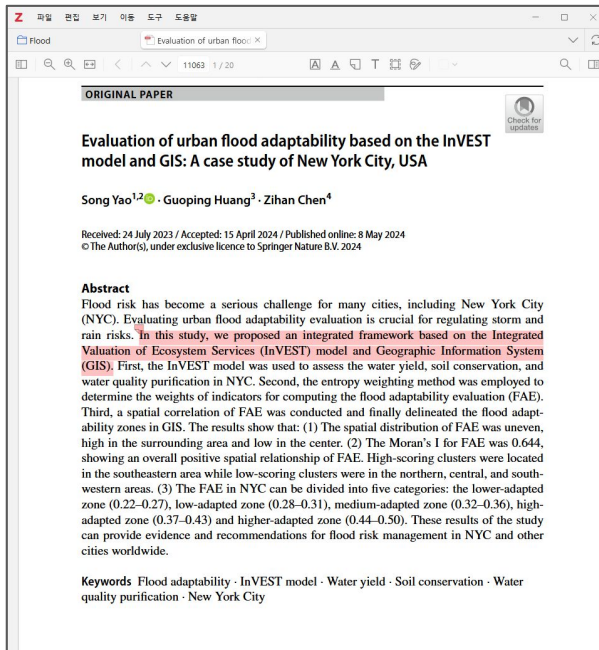 Z 파일 편집 보기 이동 도구 도움말
Flood
Evaluation of urban flood
11063 1 / 20
ORIGINAL PAPER
Check for
updates
Evaluation of urban flood adaptability based on the InVEST
model and GIS: A case study of New York City, USA
Song Yao1,2 iD · Guoping Huang3 · Zihan Chen4
Received: 24 July 2023 / Accepted: 15 April 2024 / Published online: 8 May 2024
© The Author(s), under exclusive licence to Springer Nature B.V. 2024
Abstract
Flood risk has become a serious challenge for many cities, including New York City
(NYC). Evaluating urban flood adaptability evaluation is crucial for regulating storm and
rain risks. In this study, we proposed an integrated framework based on the Integrated
Valuation of Ecosystem Services (InVEST) model and Geographic Information System
(GIS). First, the InVEST model was used to assess the water yield, soil conservation, and
water quality purification in NYC. Second, the entropy weighting method was employed to
determine the weights of indicators for computing the flood adaptability evaluation (FAE).
Third, a spatial correlation of FAE was conducted and finally delineated the flood adapt-
ability zones in GIS. The results show that: (1) The spatial distribution of FAE was uneven,
high in the surrounding area and low in the center. (2) The Moran's I for FAE was 0.644,
showing an overall positive spatial relationship of FAE. High-scoring clusters were located
in the southeastern area while low-scoring clusters were in the northern, central, and south-
western areas. (3) The FAE in NYC can be divided into five categories: the lower-adapted
zone (0.22–0.27), low-adapted zone (0.28–0.31), medium-adapted zone (0.32–0.36), high-
adapted zone (0.37–0.43) and higher-adapted zone (0.44–0.50). These results of the study
can provide evidence and recommendations for flood risk management in NYC and other
cities worldwide.
Keywords Flood adaptability · InVEST model · Water yield · Soil conservation · Water
quality purification · New York City